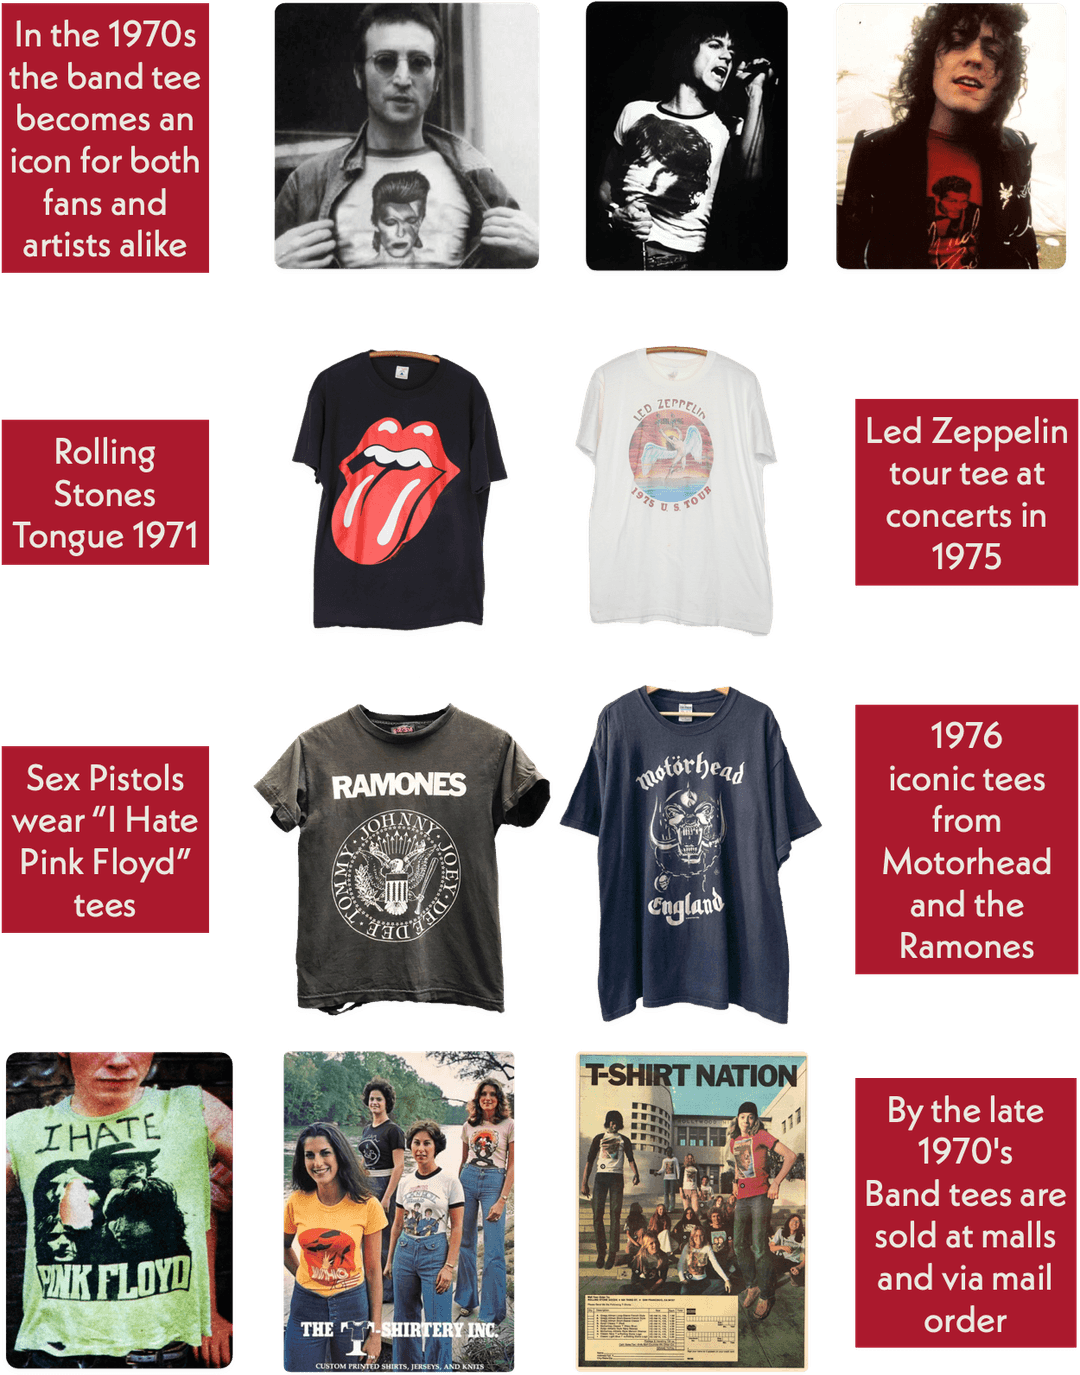 In the 1970s
the band tee
becomes an
icon for both
fans and
artists alike
Rolling
Stones
Tongue 1971
LED ZEPPELIN
1975 U.S. TOUR
Led Zeppelin
tour tee at
concerts in
1975
Sex Pistols
wear “I Hate
Pink Floyd”
tees
RAMONES
JOHNNY · JOEY · DEE DEE · TOMMY ·
motörhead
England
1976
iconic tees
from
Motorhead
and the
Ramones
I HATE
PINK FLOYD
THE T-SHIRTERY INC.
CUSTOM PRINTED SHIRTS, JERSEYS, AND KNITS
T-SHIRT NATION
By the late
1970's
Band tees are
sold at malls
and via mail
order